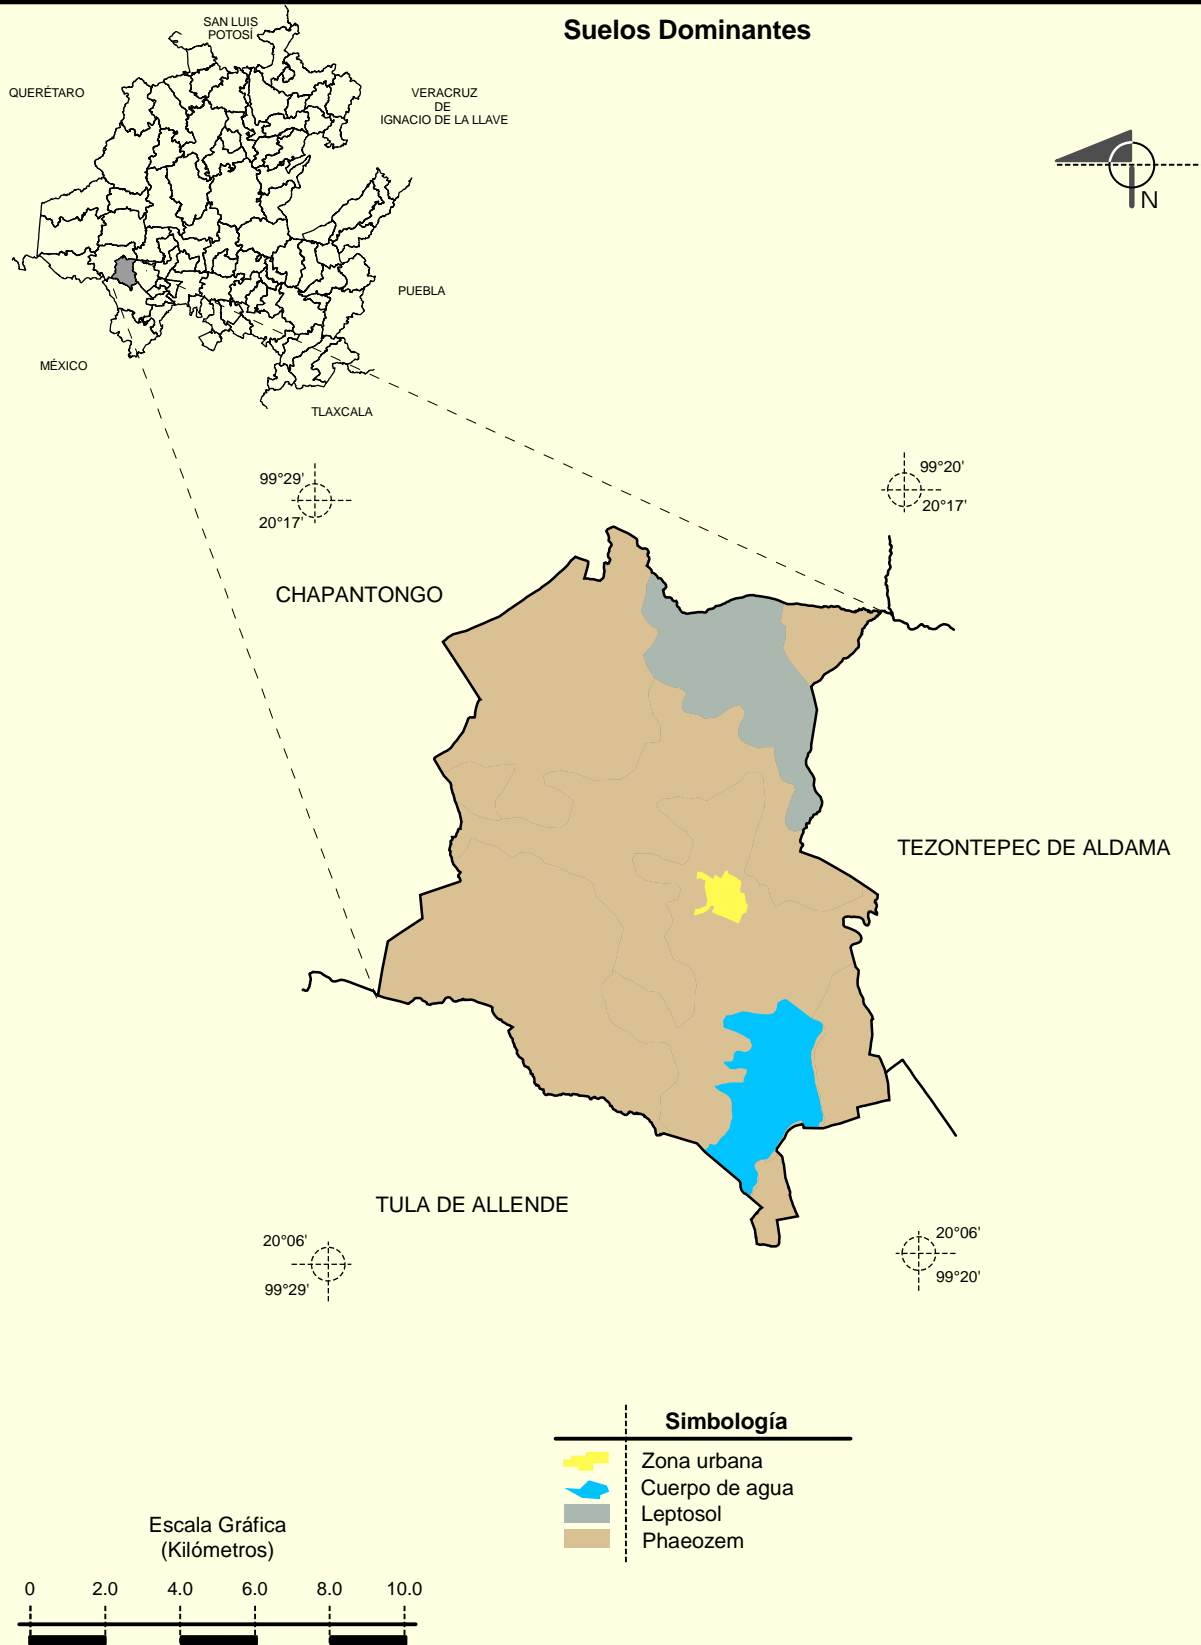 Suelos Dominantes
SAN LUIS
POTOSÍ
QUERÉTARO
VERACRUZ
DE
IGNACIO DE LA LLAVE
N
PUEBLA
MÉXICO
TLAXCALA
99°29'
20°17'
99°20'
20°17'
CHAPANTONGO
TEZONTEPEC DE ALDAMA
TULA DE ALLENDE
20°06'
99°29'
20°06'
99°20'
Simbología
Zona urbana
Cuerpo de agua
Leptosol
Phaeozem
Escala Gráfica
(Kilómetros)
0 2.0 4.0 6.0 8.0 10.0